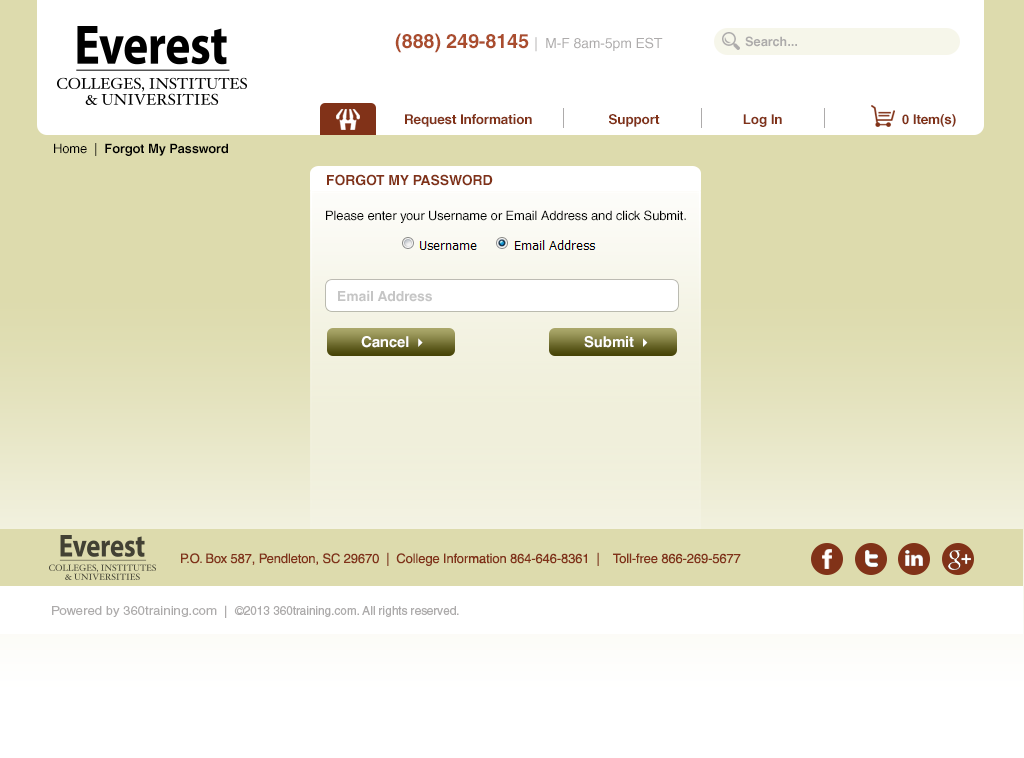 Everest
COLLEGES, INSTITUTES
& UNIVERSITIES
(888) 249-8145 | M-F 8am-5pm EST
Search...
Request Information
Support
Log In
0 Item(s)
Home | Forgot My Password
FORGOT MY PASSWORD
Please enter your Username or Email Address and click Submit.
Username
Email Address
Email Address
Cancel
Submit
Everest
COLLEGES, INSTITUTES
& UNIVERSITIES
P.O. Box 587, Pendleton, SC 29670 | College Information 864-646-8361 | Toll-free 866-269-5677
f
t
in
g+
Powered by 360training.com | ©2013 360training.com. All rights reserved.